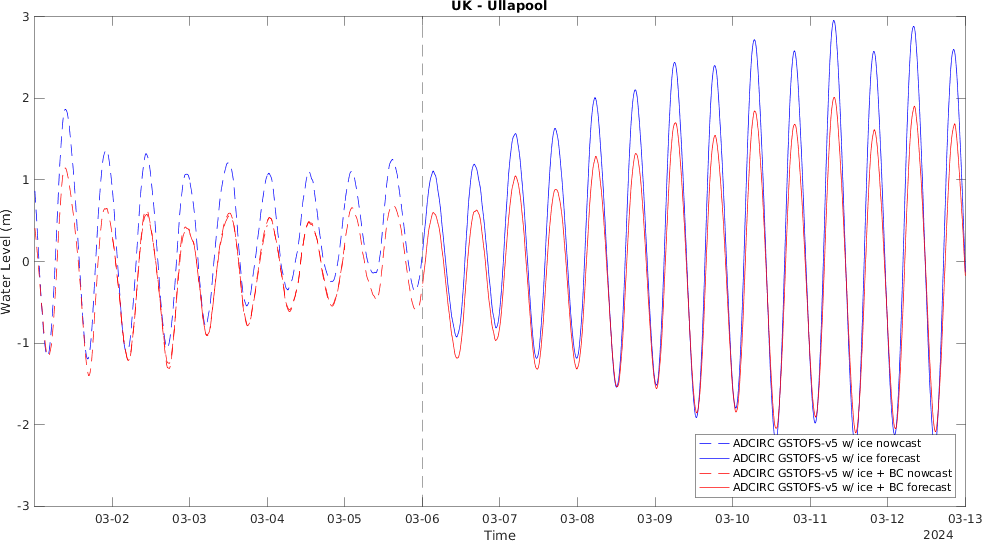 UK - Ullapool
Water Level (m)
3
2
1
0
-1
-2
-3
ADCIRC GSTOFS-v5 w/ ice nowcast
ADCIRC GSTOFS-v5 w/ ice forecast
ADCIRC GSTOFS-v5 w/ ice + BC nowcast
ADCIRC GSTOFS-v5 w/ ice + BC forecast
03-02 03-03 03-04 03-05 03-06 03-07 03-08 03-09 03-10 03-11 03-12 03-13
Time
2024